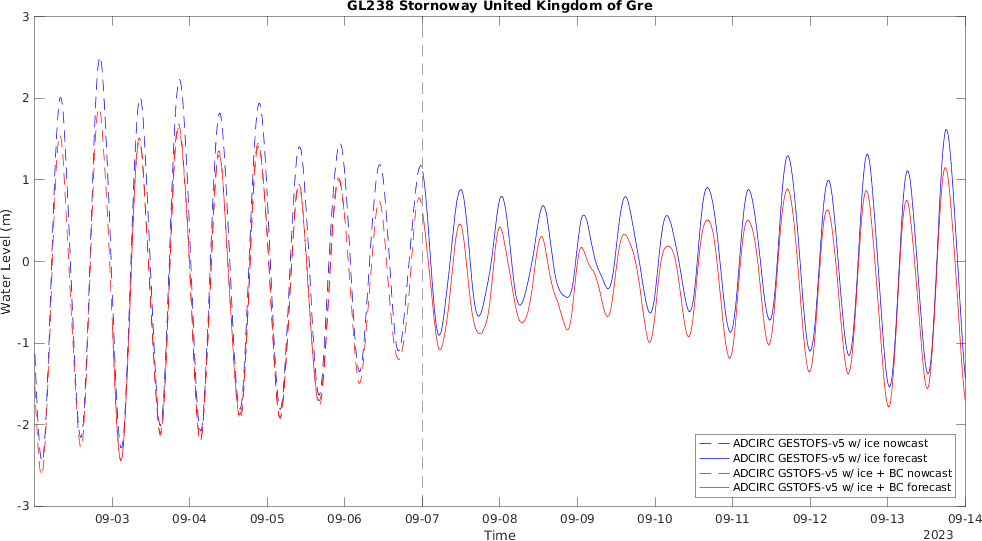 GL238 Stornoway United Kingdom of Gre
3
2
1
0
-1
-2
-3
Water Level (m)
ADCIRC GESTOFS-v5 w/ ice nowcast
ADCIRC GESTOFS-v5 w/ ice forecast
ADCIRC GSTOFS-v5 w/ ice + BC nowcast
ADCIRC GSTOFS-v5 w/ ice + BC forecast
09-03 09-04 09-05 09-06 09-07 09-08 09-09 09-10 09-11 09-12 09-13 09-14
Time
2023